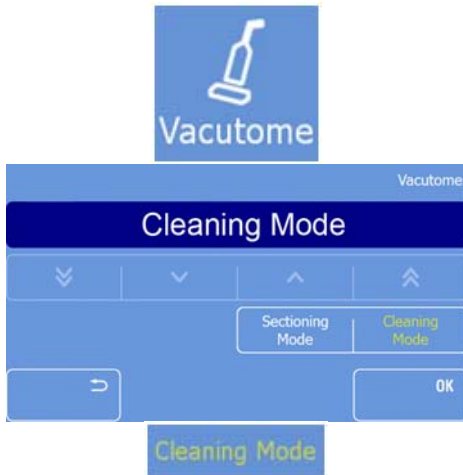 Vacutome
Vacutome
Cleaning Mode
Sectioning Cleaning
Mode Mode
OK
Cleaning Mode